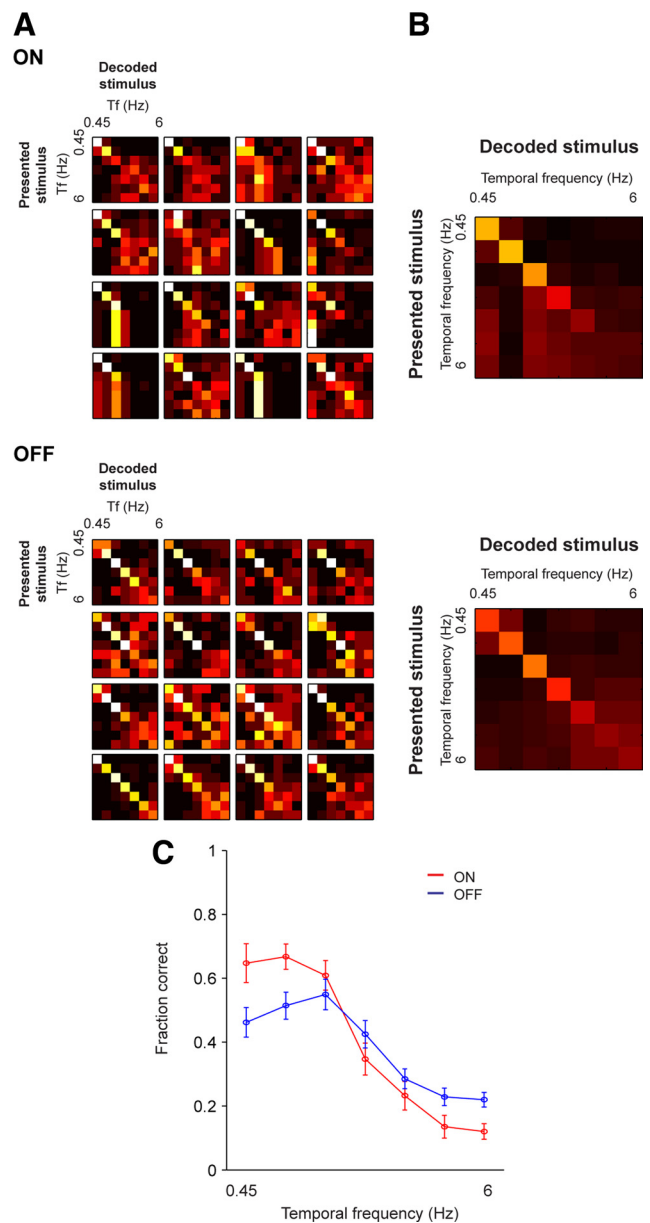 A
ON
Decoded
stimulus
Tf (Hz)
0.45 6
Presented
stimulus
Tf (Hz)
0.45
6
B
Decoded stimulus
Temporal frequency (Hz)
0.45 6
Presented stimulus
Temporal frequency (Hz)
0.45
6
OFF
Decoded
stimulus
Tf (Hz)
0.45 6
Presented
stimulus
Tf (Hz)
0.45
6
Decoded stimulus
Temporal frequency (Hz)
0.45 6
Presented stimulus
Temporal frequency (Hz)
0.45
6
C
1
0.8
0.6
0.4
0.2
0
Fraction correct
ON
OFF
0.45 6
Temporal frequency (Hz)